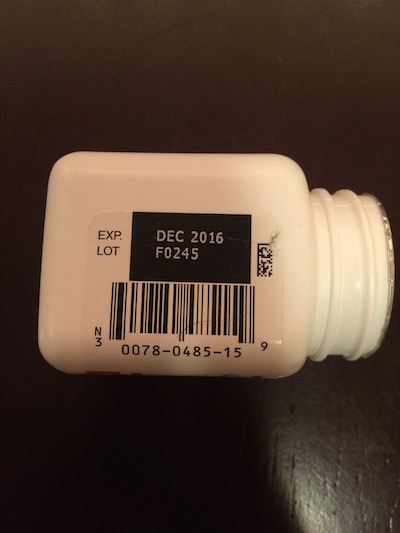 EXP. DEC 2016
LOT F0245
N
3 0078-0485-15 9